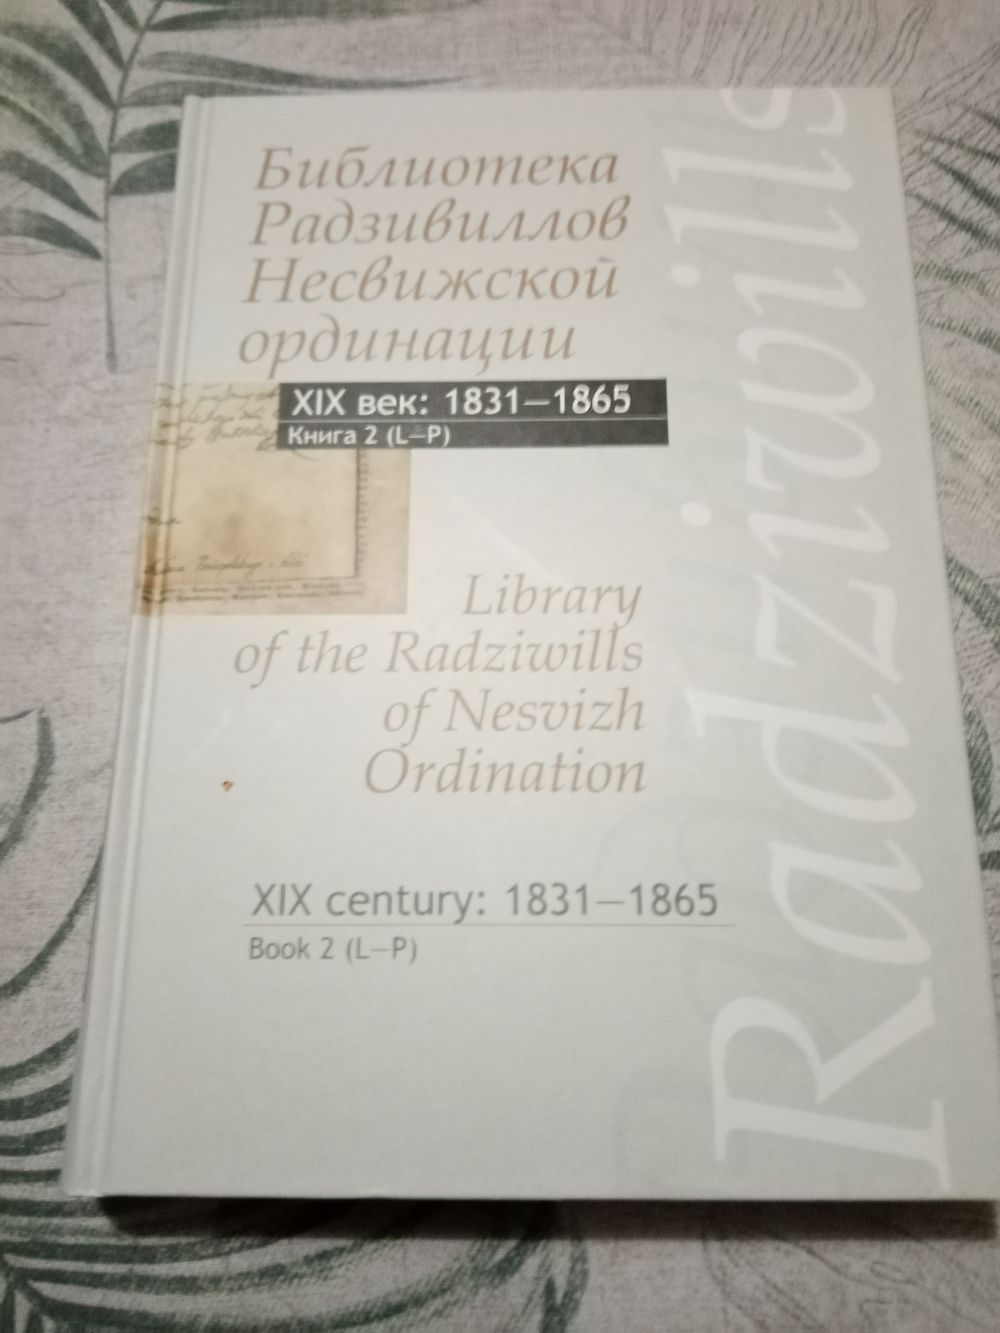 Библиотека
Радзивиллов
Несвижской
ординации
XIX век: 1831—1865
Книга 2 (L—P)
Library
of the Radziwills
of Nesvizh
Ordination
XIX century: 1831—1865
Book 2 (L—P)
Radziwills